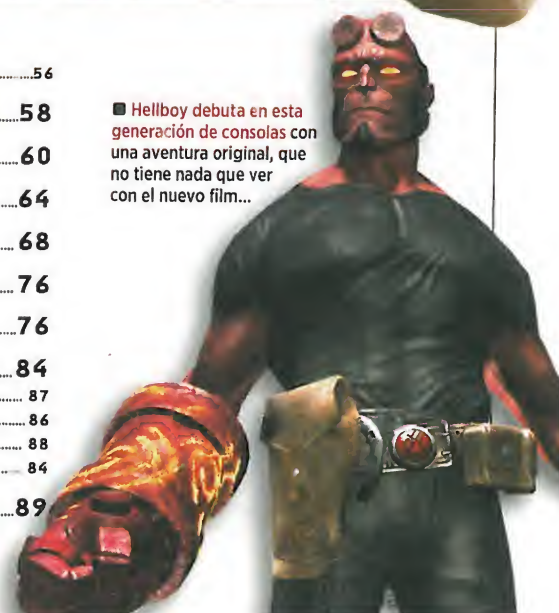 ........56
.....58
....60
....64
.... 68
.... 76
.....76
...84
....... 87
....... 86
...... 88
.... 84
....89
■ Hellboy debuta en esta
generación de consolas con
una aventura original, que
no tiene nada que ver
con el nuevo film...